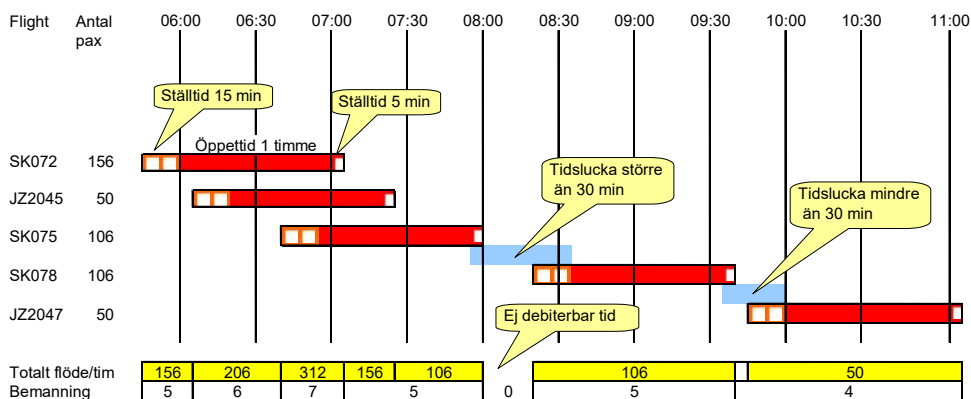 Flight Antal pax 06:00 06:30 07:00 07:30 08:00 08:30 09:00 09:30 10:00 10:30 11:00
Ställtid 15 min
Ställtid 5 min
Öppettid 1 timme
SK072 156
Tidslucka större
än 30 min
Tidslucka mindre
än 30 min
JZ2045 50
SK075 106
SK078 106
JZ2047 50
Ej debiterbar tid
Totalt flöde/tim 156 206 312 156 106 106 50
Bemanning 5 6 7 5 0 5 4